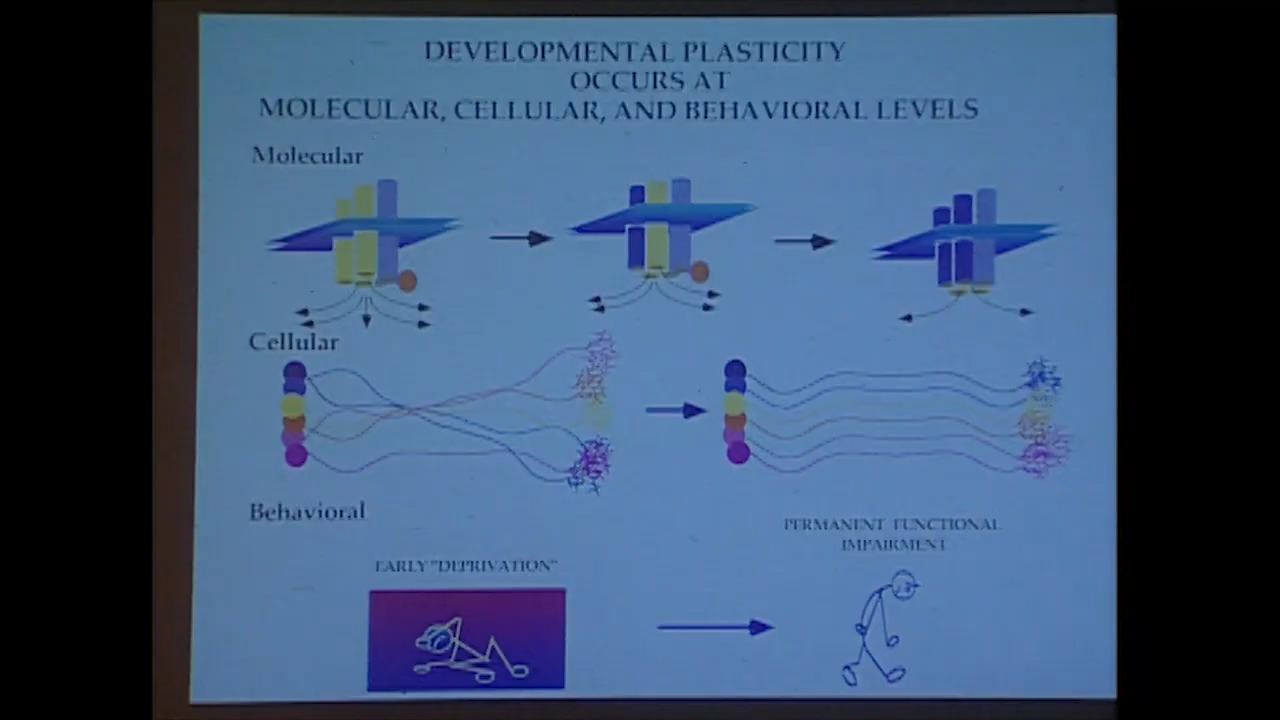 DEVELOPMENTAL PLASTICITY
OCCURS AT
MOLECULAR, CELLULAR, AND BEHAVIORAL LEVELS
Molecular
Cellular
Behavioral
EARLY "DEPRIVATION"
PERMANENT FUNCTIONAL
IMPAIRMENT